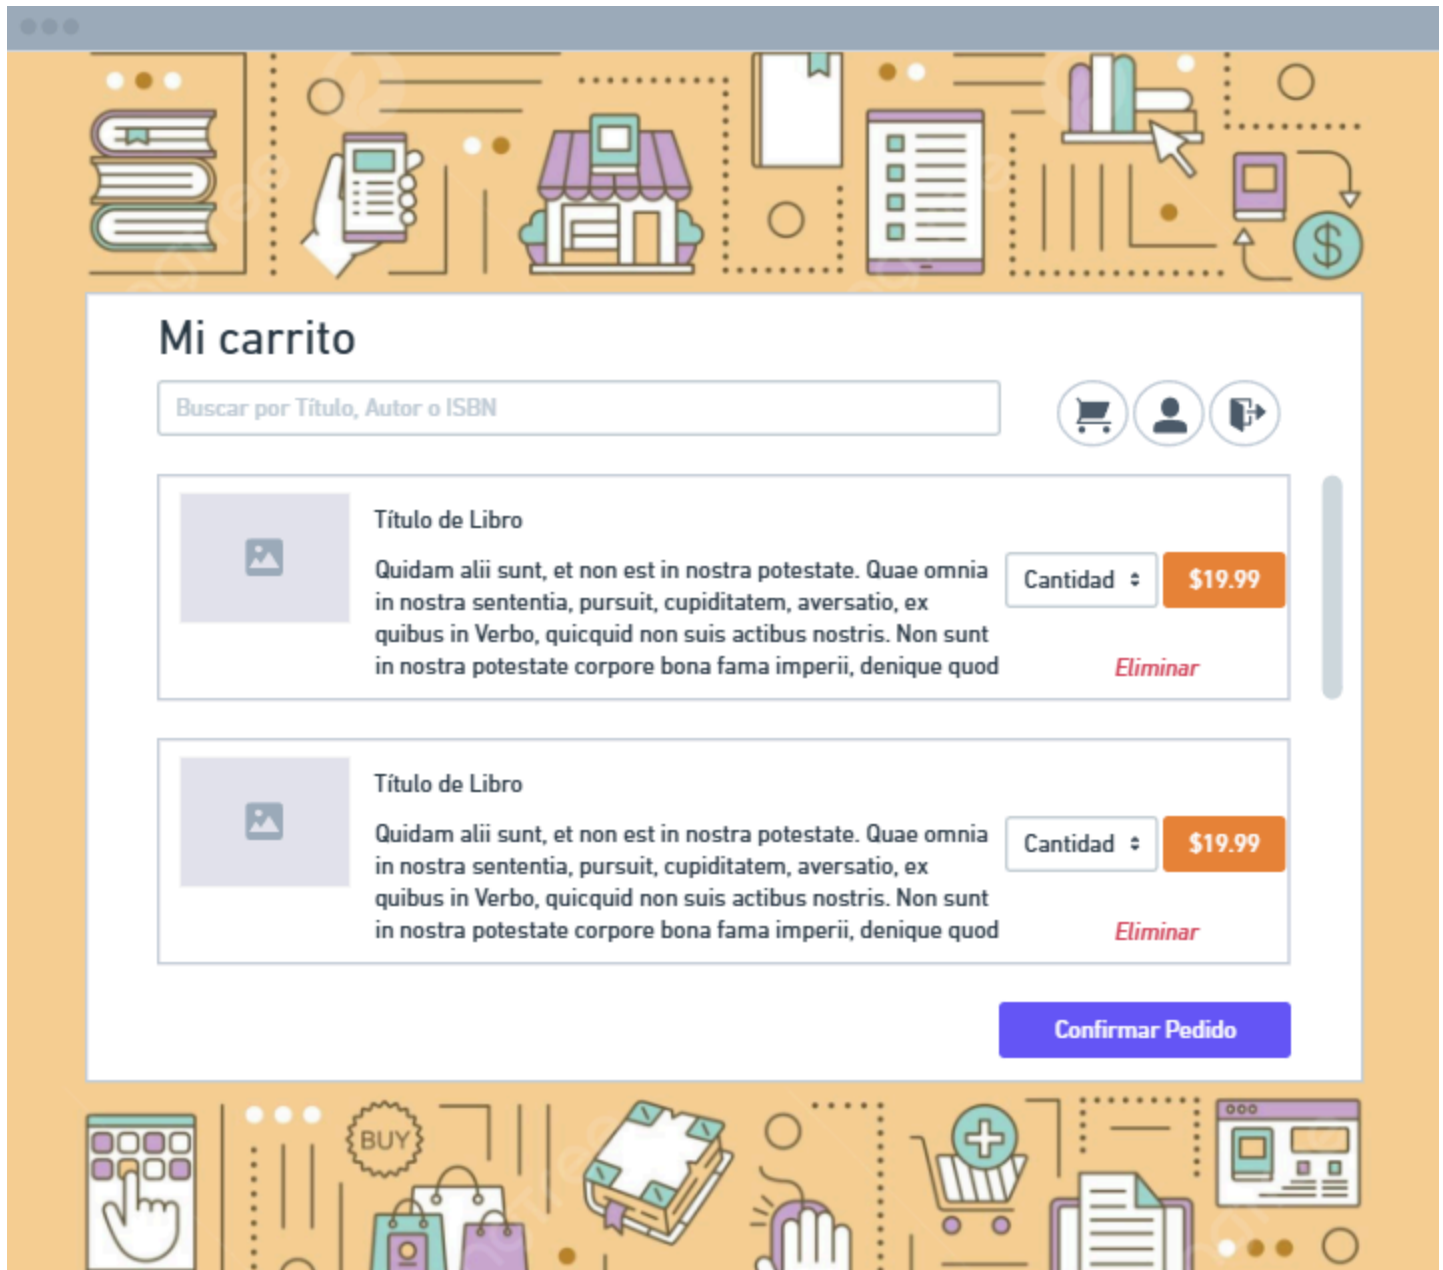 Mi carrito
Buscar por Título, Autor o ISBN
Título de Libro
Quidam alii sunt, et non est in nostra potestate. Quae omnia
in nostra sententia, pursuit, cupiditatem, aversatio, ex
quibus in Verbo, quicquid non suis actibus nostris. Non sunt
in nostra potestate corpore bona fama imperii, denique quod
Cantidad
$19.99
Eliminar
Título de Libro
Quidam alii sunt, et non est in nostra potestate. Quae omnia
in nostra sententia, pursuit, cupiditatem, aversatio, ex
quibus in Verbo, quicquid non suis actibus nostris. Non sunt
in nostra potestate corpore bona fama imperii, denique quod
Cantidad
$19.99
Eliminar
Confirmar Pedido
BUY